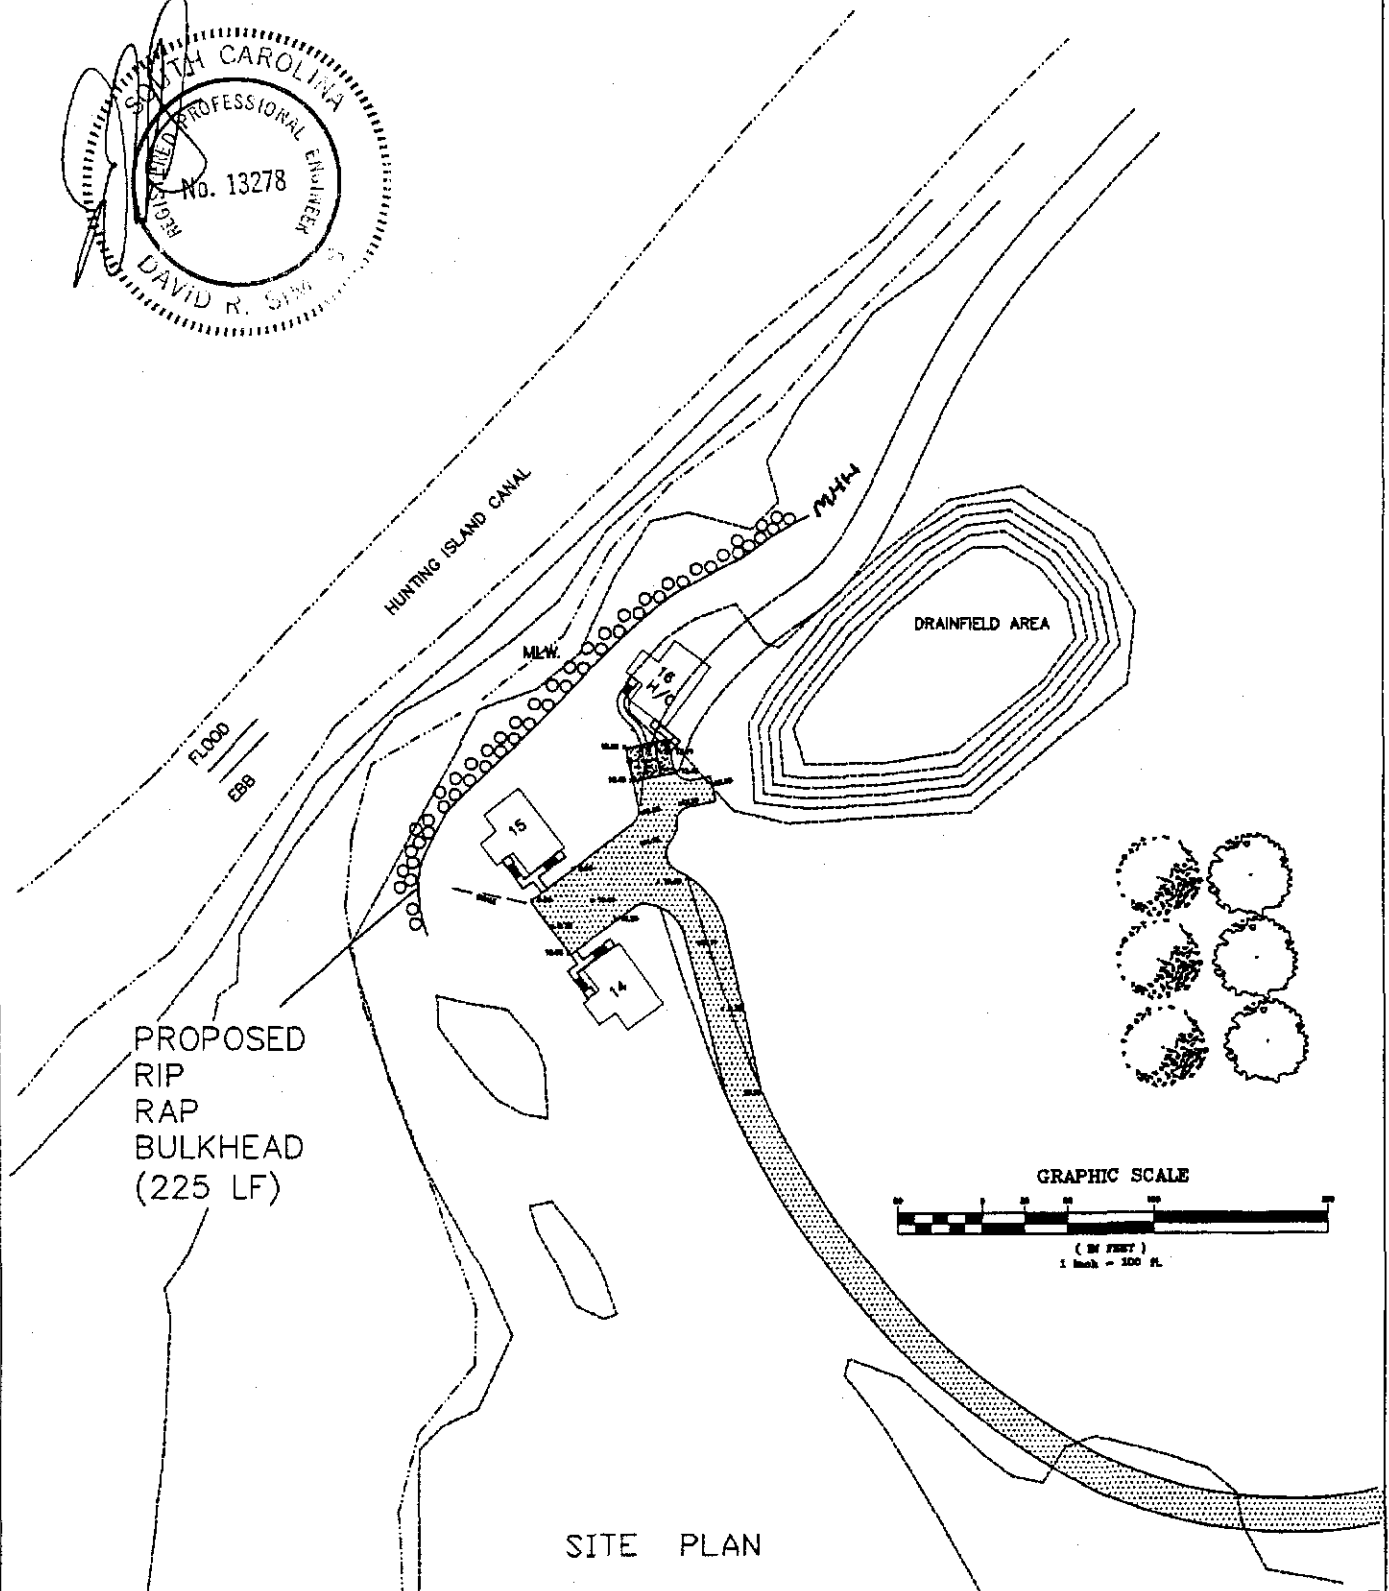 SOUTH CAROLINA
REGISTERED PROFESSIONAL ENGINEER
No. 13278
DAVID R. SIM S
HUNTING ISLAND CANAL
MHW
DRAINFIELD AREA
MLW.
16
H/C
FLOOD
EBB
15
14
PROPOSED
RIP
RAP
BULKHEAD
(225 LF)
GRAPHIC SCALE
( IN FEET )
1 inch = 100 ft.
SITE PLAN